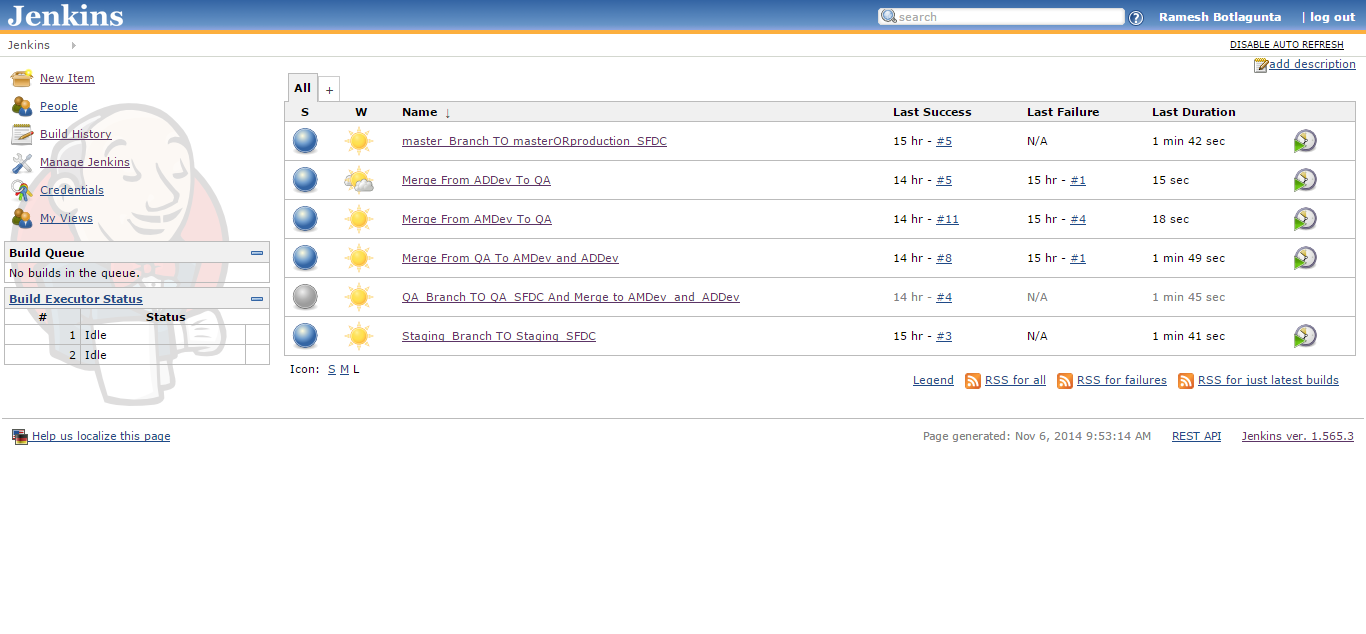 Jenkins
search
? Ramesh Botlagunta | log out
Jenkins
DISABLE AUTO REFRESH
add description
New Item
People
Build History
Manage Jenkins
Credentials
My Views
Build Queue
No builds in the queue.
Build Executor Status
# Status
1 Idle
2 Idle
All +
S W Name ↓ Last Success Last Failure Last Duration
master_Branch TO masterORproduction_SFDC 15 hr - #5 N/A 1 min 42 sec
Merge From ADDev To QA 14 hr - #5 15 hr - #1 15 sec
Merge From AMDev To QA 14 hr - #11 15 hr - #4 18 sec
Merge From QA To AMDev and ADDev 14 hr - #8 15 hr - #1 1 min 49 sec
QA_Branch TO QA_SFDC And Merge to AMDev_and_ADDev 14 hr - #4 N/A 1 min 45 sec
Staging_Branch TO Staging_SFDC 15 hr - #3 N/A 1 min 41 sec
Icon: S M L
Legend RSS for all RSS for failures RSS for just latest builds
Help us localize this page
Page generated: Nov 6, 2014 9:53:14 AM REST API Jenkins ver. 1.565.3